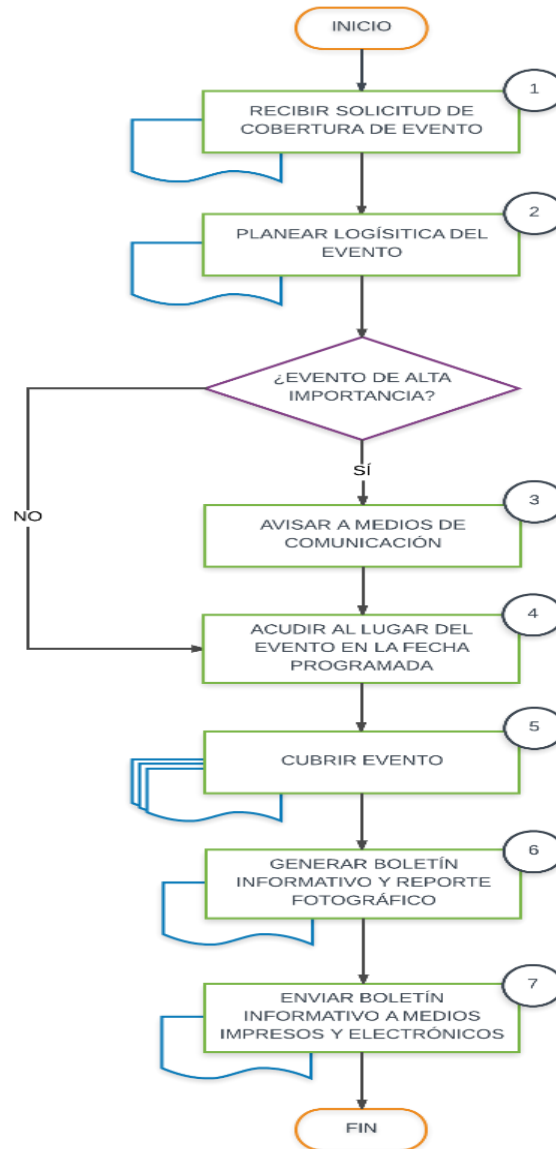 INICIO
1
RECIBIR SOLICITUD DE
COBERTURA DE EVENTO
2
PLANEAR LOGÍSITICA DEL
EVENTO
¿EVENTO DE ALTA
IMPORTANCIA?
SÍ
NO
3
AVISAR A MEDIOS DE
COMUNICACIÓN
4
ACUDIR AL LUGAR DEL
EVENTO EN LA FECHA
PROGRAMADA
5
CUBRIR EVENTO
6
GENERAR BOLETÍN
INFORMATIVO Y REPORTE
FOTOGRÁFICO
7
ENVIAR BOLETÍN
INFORMATIVO A MEDIOS
IMPRESOS Y ELECTRÓNICOS
FIN